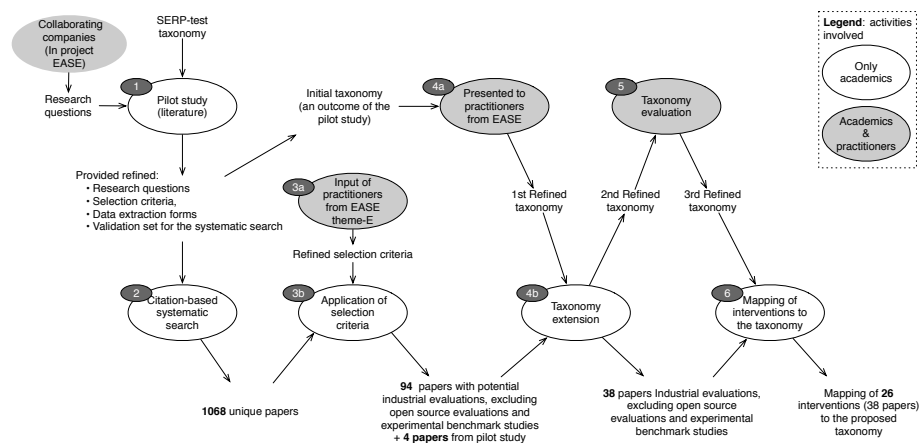 Collaborating
companies
(In project
EASE)
SERP-test
taxonomy
Research
questions
1
Pilot study
(literature)
Initial taxonomy
(an outcome of the
pilot study)
4a
Presented to
practitioners
from EASE
5
Taxonomy
evaluation
Legend: activities
involved
Only
academics
Academics
&
practitioners
Provided refined:
• Research questions
• Selection criteria,
• Data extraction forms
• Validation set for the systematic search
3a
Input of
practitioners
from EASE
theme-E
Refined selection criteria
1st Refined
taxonomy
2nd Refined
taxonomy
3rd Refined
taxonomy
2
Citation-based
systematic
search
3b
Application of
selection
criteria
4b
Taxonomy
extension
6
Mapping of
interventions to
the taxonomy
1068 unique papers
94 papers with potential
industrial evaluations, excluding
open source evaluations and
experimental benchmark studies
+ 4 papers from pilot study
38 papers Industrial evaluations,
excluding open source
evaluations and experimental
benchmark studies
Mapping of 26
interventions (38 papers)
to the proposed
taxonomy